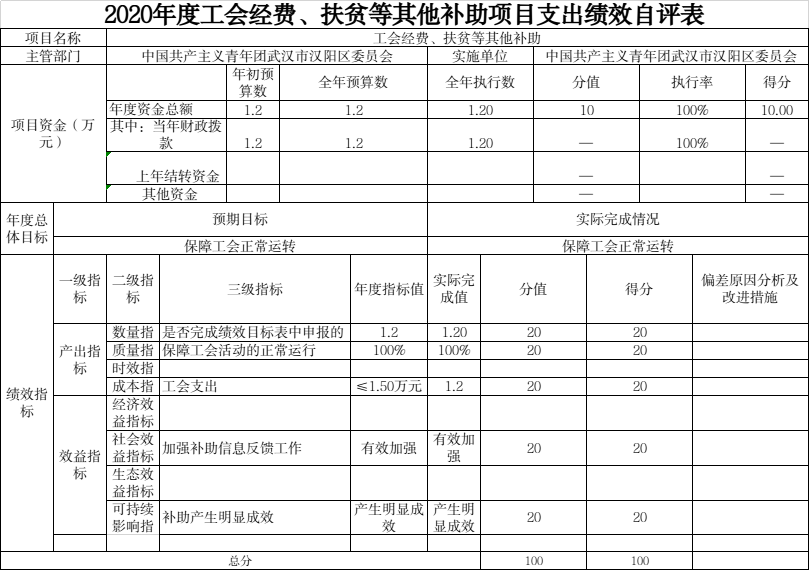 2020年度工会经费、扶贫等其他补助项目支出绩效自评表
项目名称 工会经费、扶贫等其他补助
主管部门 中国共产主义青年团武汉市汉阳区委员会 实施单位 中国共产主义青年团武汉市汉阳区委员会
项目资金（万元） 年初预算数 全年预算数 全年执行数 分值 执行率 得分
年度资金总额 1.2 1.2 1.20 10 100% 10.00
其中：当年财政拨款 1.2 1.2 1.20 — 100% —
上年结转资金 — —
其他资金 — —
年度总体目标 预期目标 实际完成情况
保障工会正常运转 保障工会正常运转
绩效指标 一级指标 二级指标 三级指标 年度指标值 实际完成值 分值 得分 偏差原因分析及改进措施
产出指标 数量指 是否完成绩效目标表中申报的 1.2 1.20 20 20
质量指 保障工会活动的正常运行 100% 100% 20 20
时效指
成本指 工会支出 ≤1.50万元 1.2 20 20
效益指标 经济效益指标
社会效益指标 加强补助信息反馈工作 有效加强 有效加强 20 20
生态效益指标
可持续影响指 补助产生明显成效 产生明显成效 产生明显成效 20 20
总分 100 100